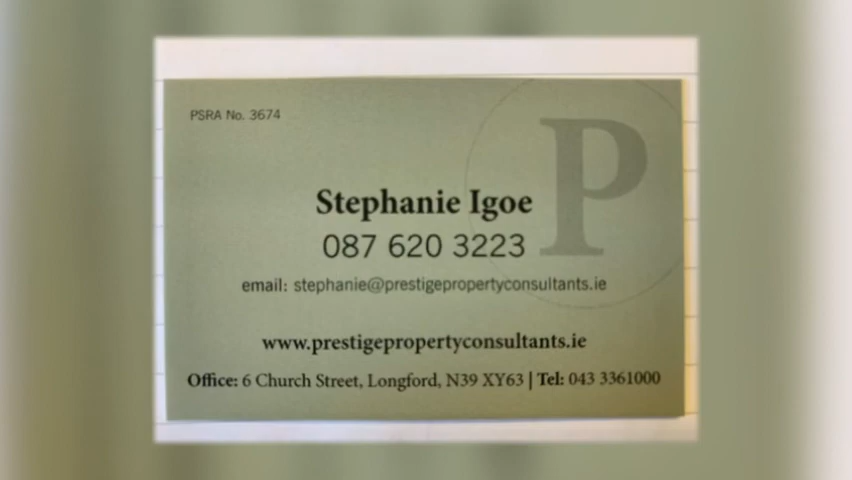 PSRA No. 3674
P
Stephanie Igoe
087 620 3223
email: stephanie@prestigepropertyconsultants.ie
www.prestigepropertyconsultants.ie
Office: 6 Church Street, Longford, N39 XY63 | Tel: 043 3361000